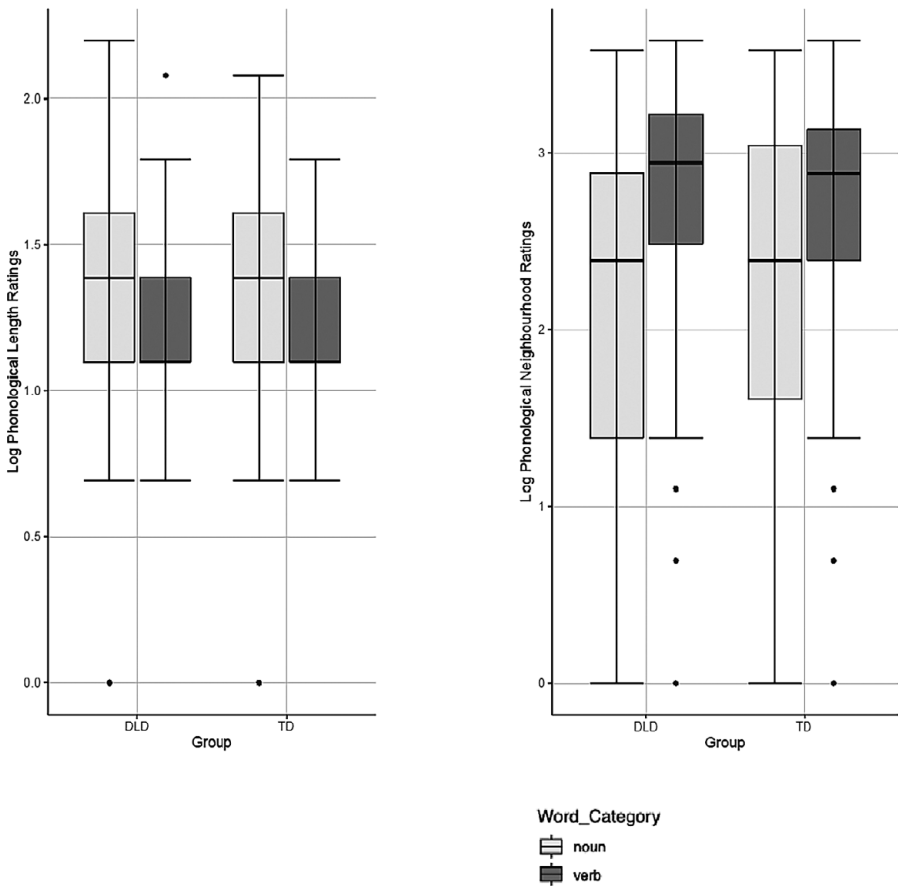 Log Phonological Length Ratings
2.0
1.5
1.0
0.5
0.0
DLD
TD
Group
Log Phonological Neighbourhood Ratings
3
2
1
0
DLD
TD
Group
Word_Category
noun
verb